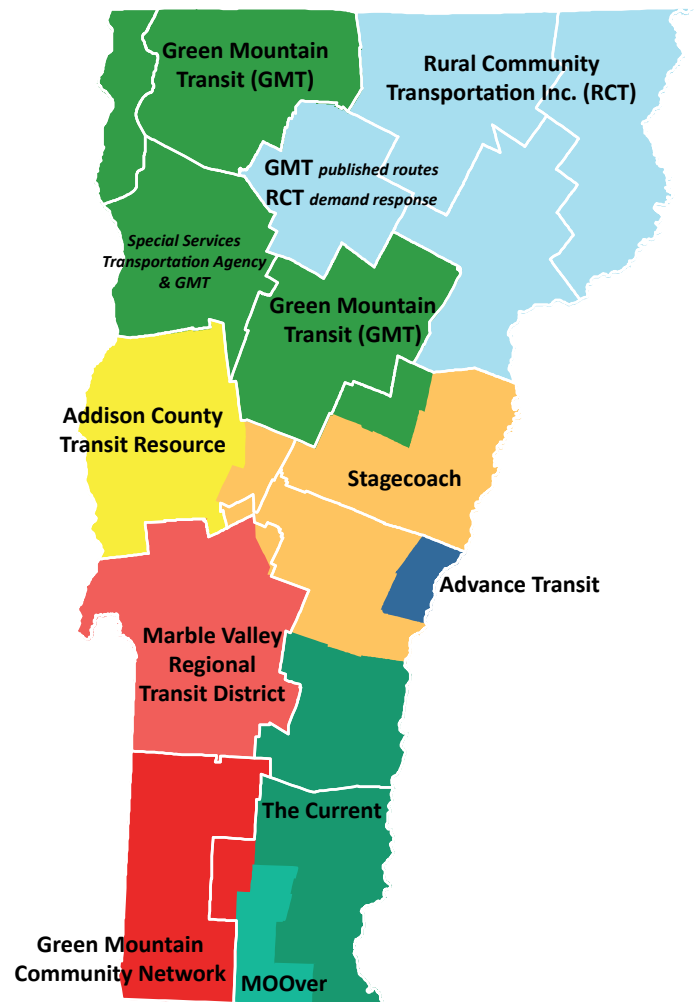 Green Mountain
Transit (GMT)
Rural Community
Transportation Inc. (RCT)
GMT published routes
RCT demand response
Special Services
Transportation Agency
& GMT
Green Mountain
Transit (GMT)
Addison County
Transit Resource
Stagecoach
Advance Transit
Marble Valley
Regional
Transit District
The Current
Green Mountain
Community Network
MOOver